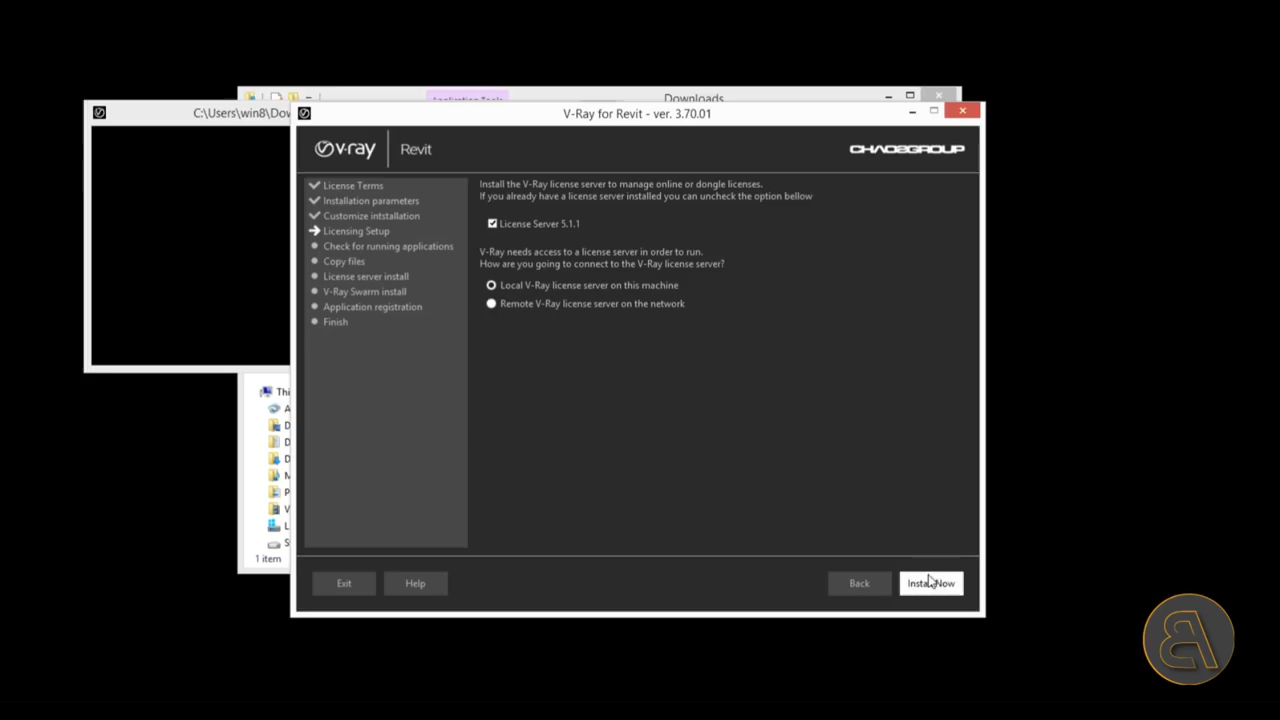 Application Tools
Downloads
C:\Users\win8\Dow
V-Ray for Revit - ver. 3.70.01
v·ray
Revit
CHAOSGROUP
License Terms
Installation parameters
Customize intstallation
Licensing Setup
Check for running applications
Copy files
License server install
V-Ray Swarm install
Application registration
Finish
Install the V-Ray license server to manage online or dongle licenses.
If you already have a license server installed you can uncheck the option bellow
License Server 5.1.1
V-Ray needs access to a license server in order to run.
How are you going to connect to the V-Ray license server?
Local V-Ray license server on this machine
Remote V-Ray license server on the network
Thi
A
D
D
D
M
P
V
L
S
1 item
Exit
Help
Back
Install Now